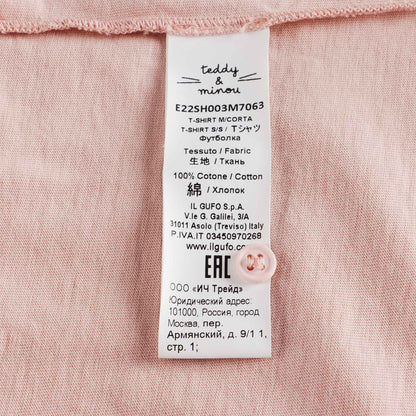 teddy
&
minou
E22SH003M7063
T-SHIRT M/CORTA
T-SHIRT S/S / Tシャツ
Футболка
Tessuto / Fabric
生地 / Ткань
100% Cotone / Cotton
綿 / Хлопок
IL GUFO S.p.A.
V.le G. Galilei, 3/A
31011 Asolo (Treviso) Italy
P.IVA.IT 03450970268
www.ilgufo.com
EAC
ООО «ИЧ Трейд»
Юридический адрес:
101000, Россия, город
Москва, пер.
Армянский, д. 9/1 1,
стр. 1;